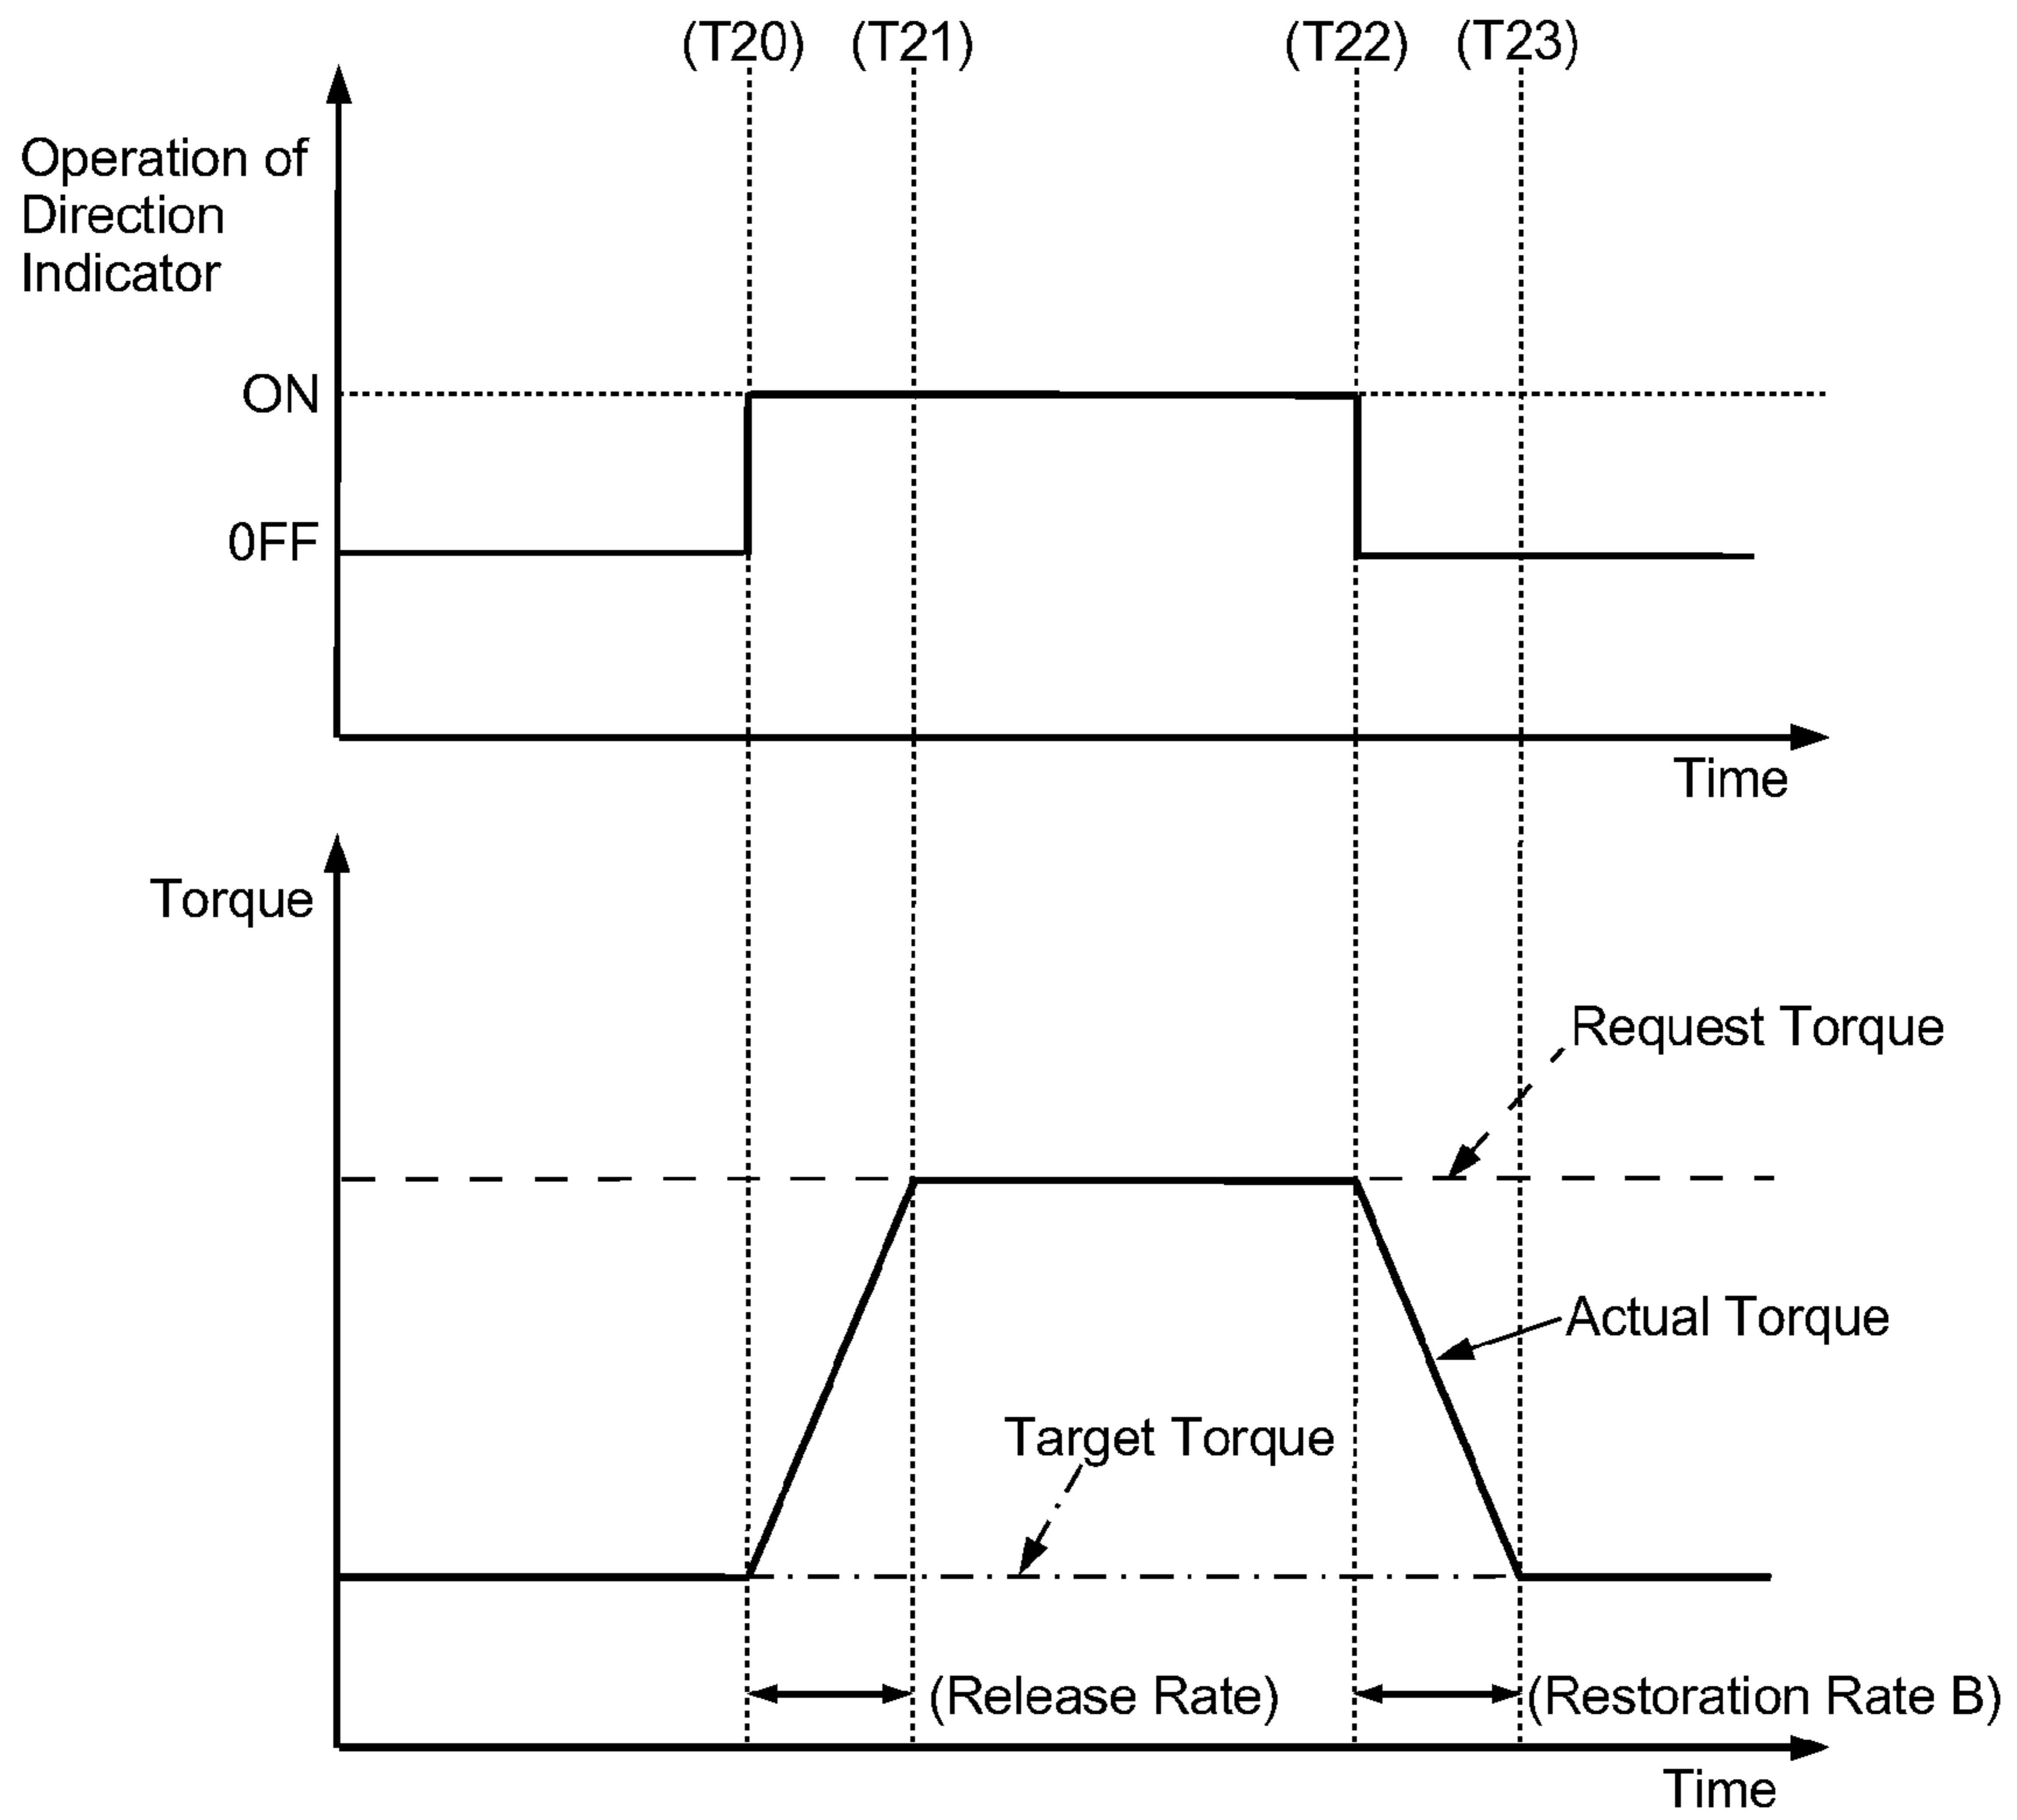 (T20) (T21) (T22) (T23)
Operation of
Direction
Indicator
ON
0FF
Time
Torque
Request Torque
Actual Torque
Target Torque
(Release Rate) (Restoration Rate B)
Time